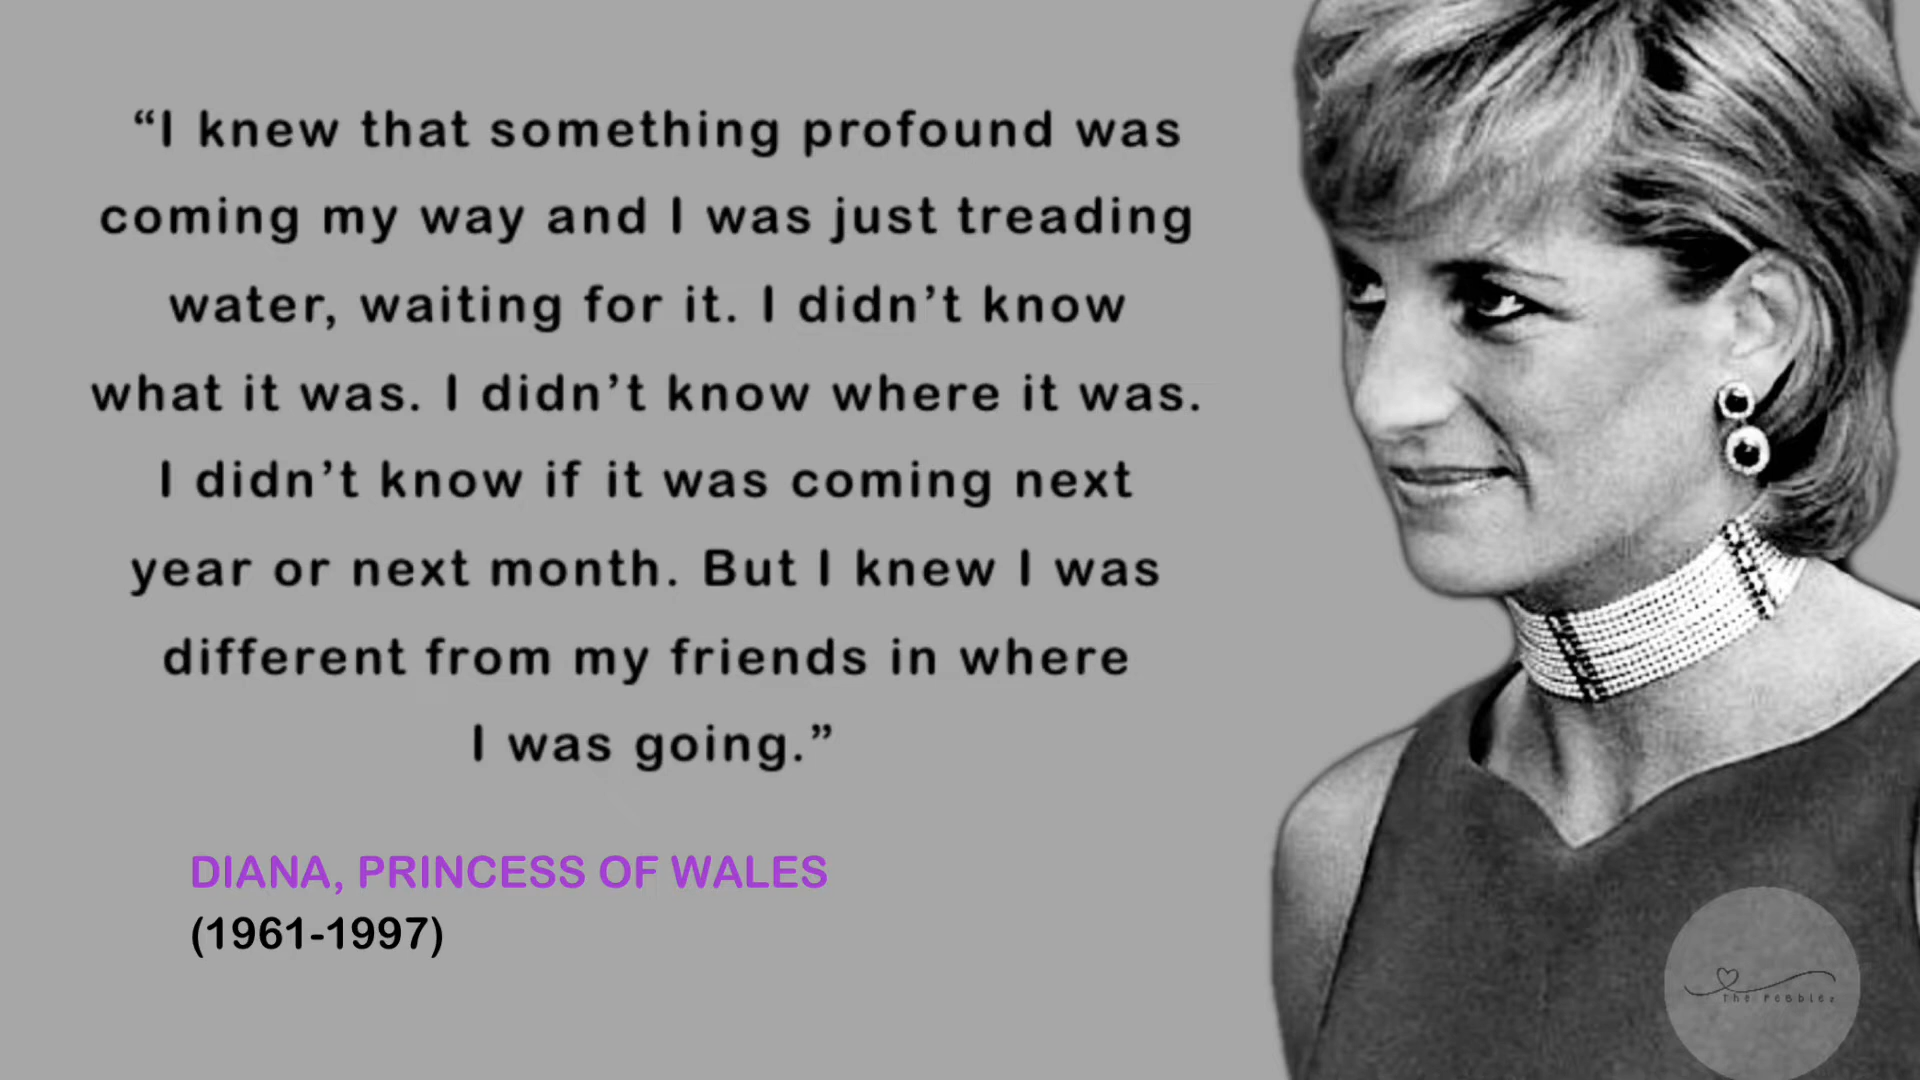 “I knew that something profound was
coming my way and I was just treading
water, waiting for it. I didn’t know
what it was. I didn’t know where it was.
I didn’t know if it was coming next
year or next month. But I knew I was
different from my friends in where
I was going.”
DIANA, PRINCESS OF WALES
(1961-1997)
The Peebles